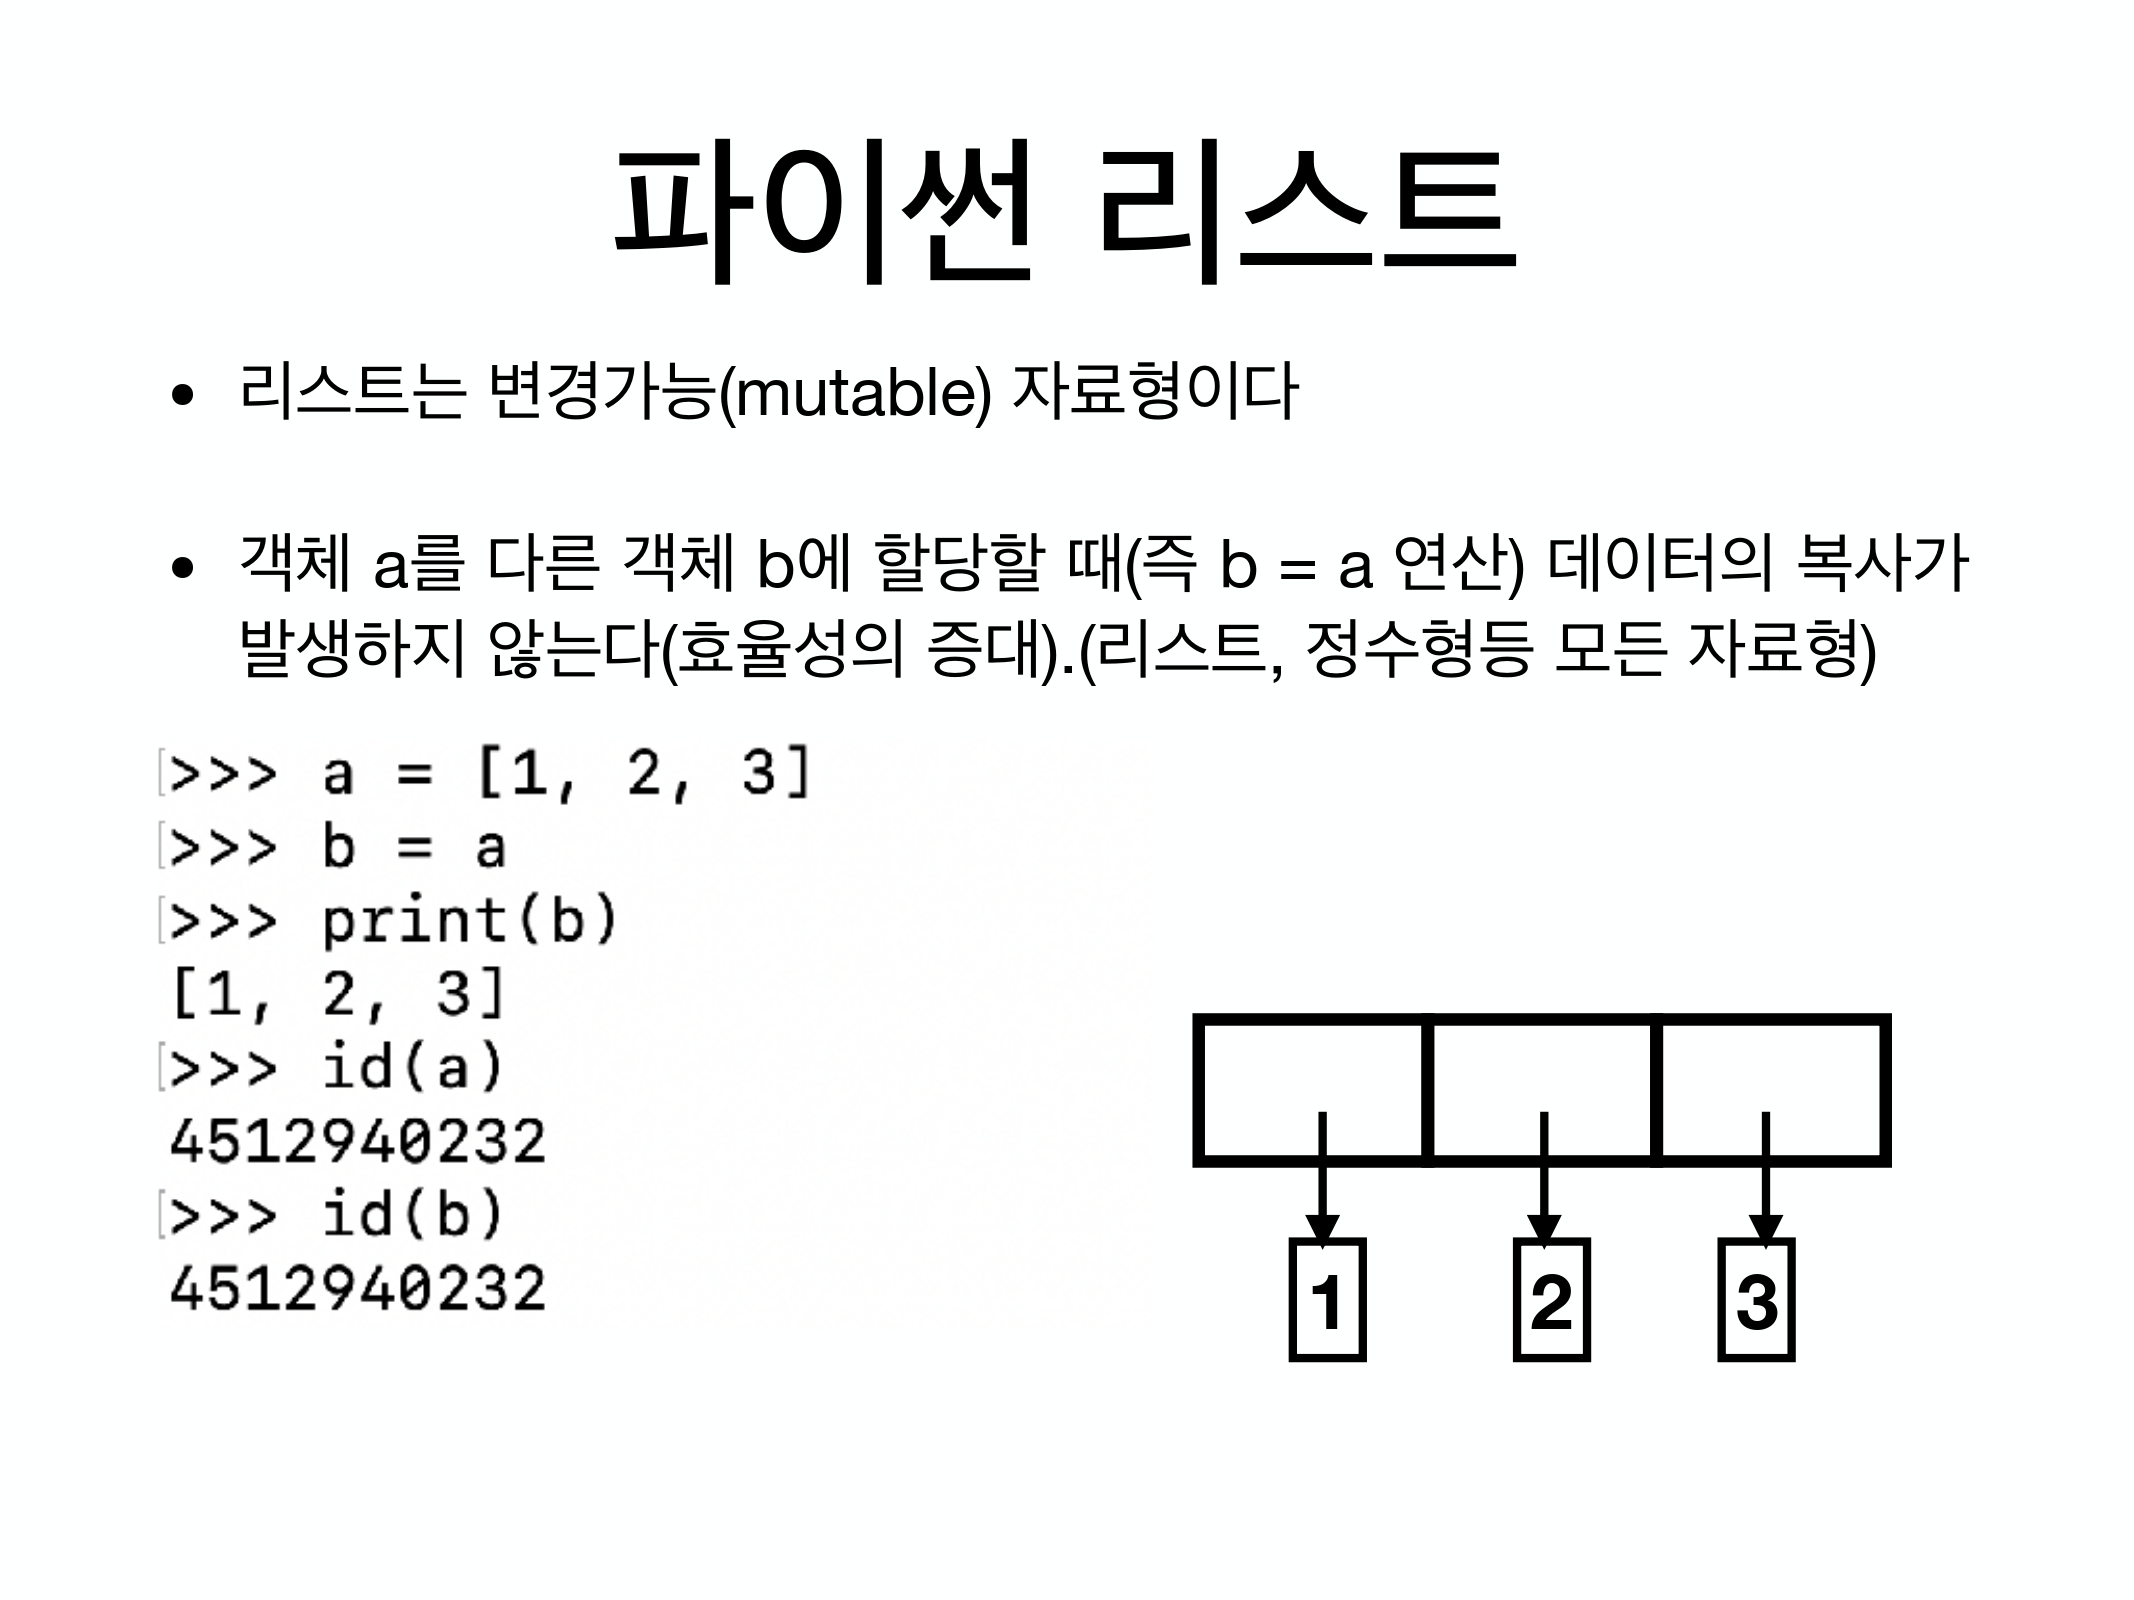 파이썬 리스트
• 리스트는 변경가능(mutable) 자료형이다
• 객체 a를 다른 객체 b에 할당할 때(즉 b = a 연산) 데이터의 복사가
발생하지 않는다(효율성의 증대).(리스트, 정수형등 모든 자료형)
[>>> a = [1, 2, 3]
[>>> b = a
[>>> print(b)
[1, 2, 3]
[>>> id(a)
4512940232
[>>> id(b)
4512940232
1 2 3